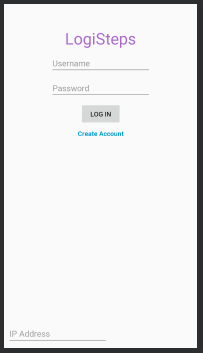 LogiSteps
Username
Password
LOG IN
Create Account
IP Address